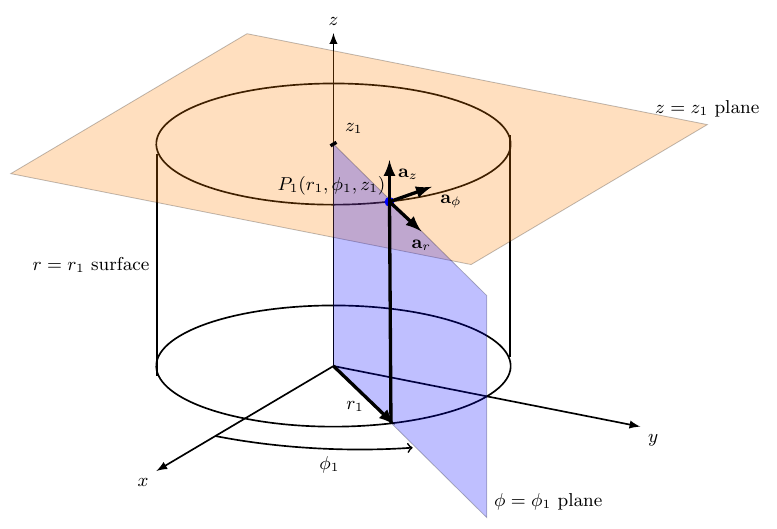 z
z = z₁ plane
z₁
a_z
P₁(r₁, ϕ₁, z₁)
a_ϕ
a_r
r = r₁ surface
r₁
y
ϕ₁
x
ϕ = ϕ₁ plane